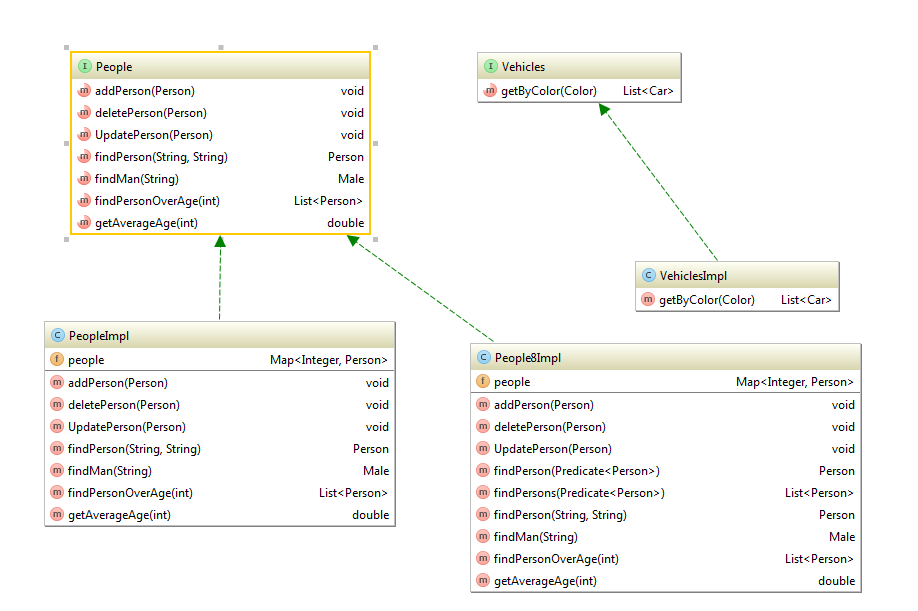 I People
m addPerson(Person) void
m deletePerson(Person) void
m UpdatePerson(Person) void
m findPerson(String, String) Person
m findMan(String) Male
m findPersonOverAge(int) List<Person>
m getAverageAge(int) double
I Vehicles
m getByColor(Color) List<Car>
C VehiclesImpl
m getByColor(Color) List<Car>
C PeopleImpl
f people Map<Integer, Person>
m addPerson(Person) void
m deletePerson(Person) void
m UpdatePerson(Person) void
m findPerson(String, String) Person
m findMan(String) Male
m findPersonOverAge(int) List<Person>
m getAverageAge(int) double
C People8Impl
f people Map<Integer, Person>
m addPerson(Person) void
m deletePerson(Person) void
m UpdatePerson(Person) void
m findPerson(Predicate<Person>) Person
m findPersons(Predicate<Person>) List<Person>
m findPerson(String, String) Person
m findMan(String) Male
m findPersonOverAge(int) List<Person>
m getAverageAge(int) double